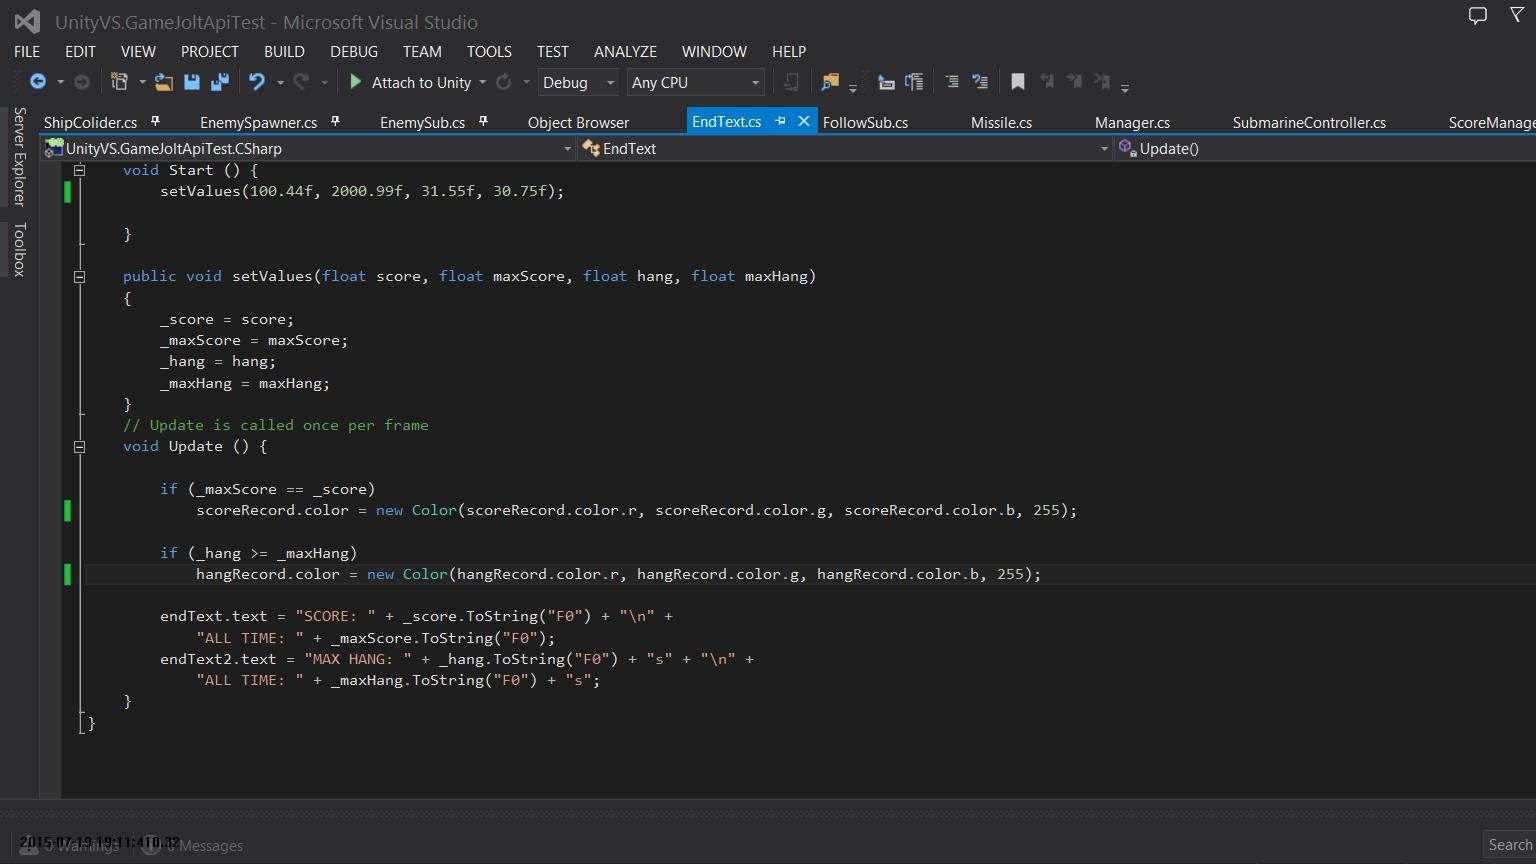 UnityVS.GameJoltApiTest - Microsoft Visual Studio
FILE EDIT VIEW PROJECT BUILD DEBUG TEAM TOOLS TEST ANALYZE WINDOW HELP
Attach to Unity Debug Any CPU
Server Explorer
Toolbox
ShipColider.cs EnemySpawner.cs EnemySub.cs Object Browser EndText.cs FollowSub.cs Missile.cs Manager.cs SubmarineController.cs ScoreManage
UnityVS.GameJoltApiTest.CSharp EndText Update()
void Start () {
setValues(100.44f, 2000.99f, 31.55f, 30.75f);
}
public void setValues(float score, float maxScore, float hang, float maxHang)
{
_score = score;
_maxScore = maxScore;
_hang = hang;
_maxHang = maxHang;
}
// Update is called once per frame
void Update () {
if (_maxScore == _score)
scoreRecord.color = new Color(scoreRecord.color.r, scoreRecord.color.g, scoreRecord.color.b, 255);
if (_hang >= _maxHang)
hangRecord.color = new Color(hangRecord.color.r, hangRecord.color.g, hangRecord.color.b, 255);
endText.text = "SCORE: " + _score.ToString("F0") + "\n" +
"ALL TIME: " + _maxScore.ToString("F0");
endText2.text = "MAX HANG: " + _hang.ToString("F0") + "s" + "\n" +
"ALL TIME: " + _maxHang.ToString("F0") + "s";
}
}
0 Warnings 0 Messages
Search